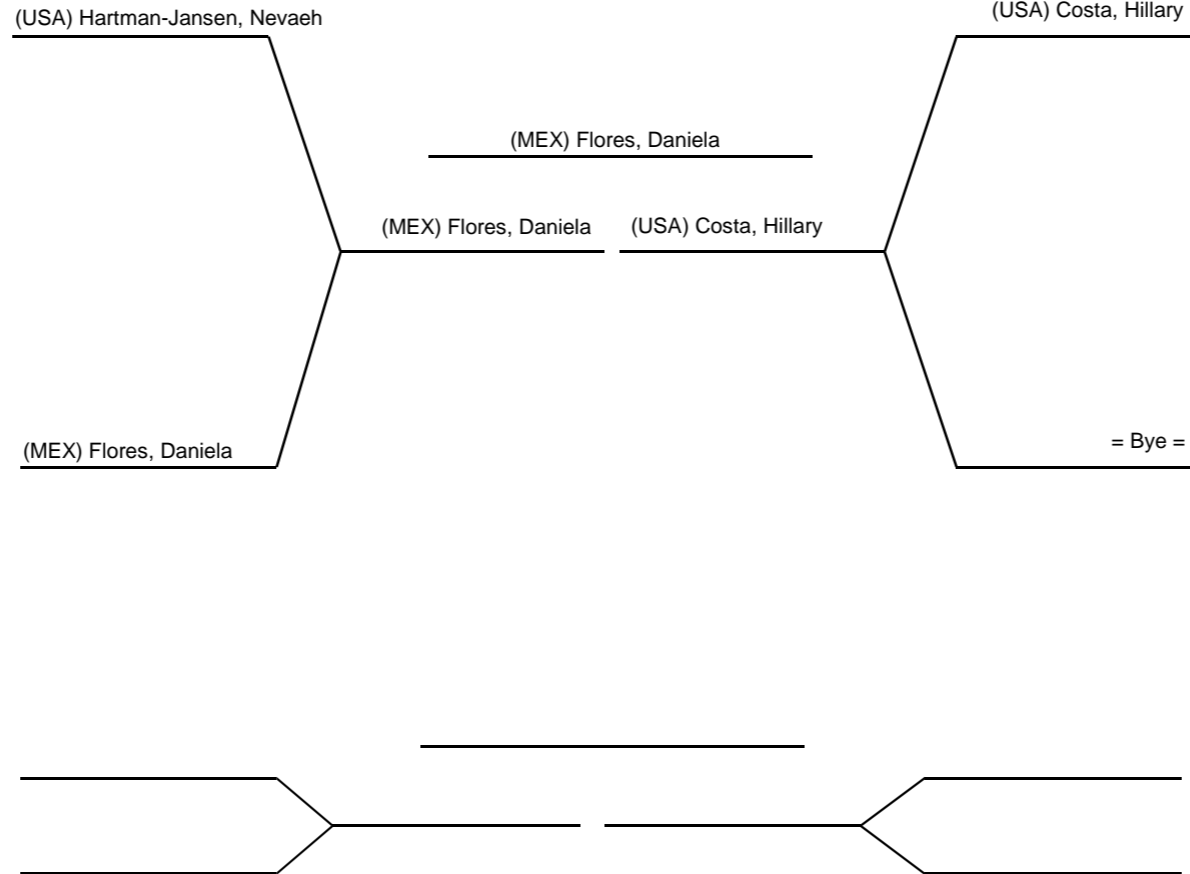 (USA) Hartman-Jansen, Nevaeh
(USA) Costa, Hillary
(MEX) Flores, Daniela
(MEX) Flores, Daniela
(USA) Costa, Hillary
(MEX) Flores, Daniela
= Bye =